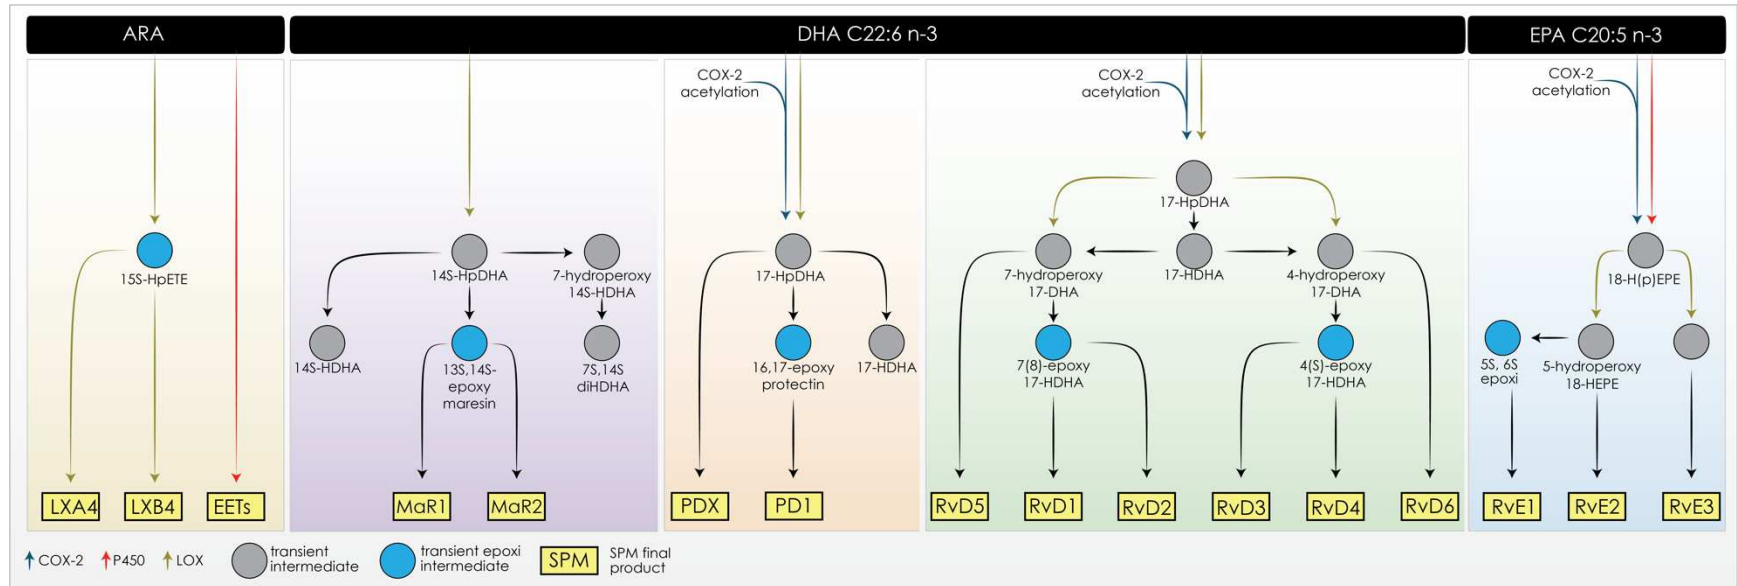 ARA
DHA C22:6 n-3
EPA C20:5 n-3
COX-2
acetylation
COX-2
acetylation
COX-2
acetylation
17-HpDHA
15S-HpETE
14S-HpDHA
7-hydroperoxy
14S-HDHA
17-HpDHA
7-hydroperoxy
17-DHA
17-HDHA
4-hydroperoxy
17-DHA
18-H(p)EPE
14S-HDHA
13S,14S-
epoxy
maresin
7S,14S
diHDHA
16,17-epoxy
protectin
17-HDHA
7(8)-epoxy
17-HDHA
4(S)-epoxy
17-HDHA
5S, 6S
epoxi
5-hydroperoxy
18-HEPE
LXA4
LXB4
EETs
MaR1
MaR2
PDX
PD1
RvD5
RvD1
RvD2
RvD3
RvD4
RvD6
RvE1
RvE2
RvE3
COX-2
P450
LOX
transient
intermediate
transient epoxi
intermediate
SPM
SPM final
product